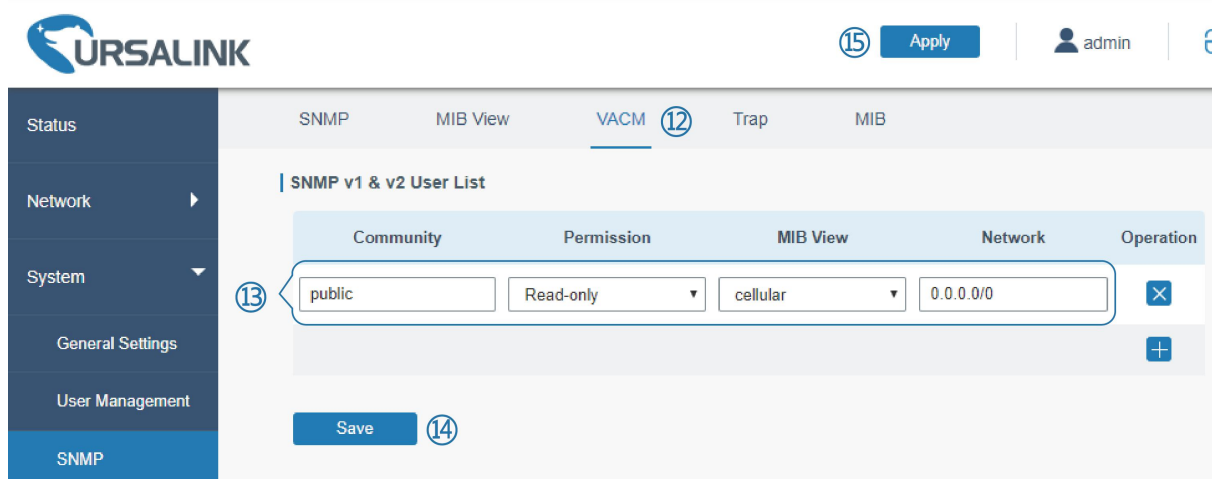 URSALINK
⑮ Apply admin
Status
SNMP MIB View VACM ⑫ Trap MIB
SNMP v1 & v2 User List
Network
Community Permission MIB View Network Operation
System
⑬ public Read-only cellular 0.0.0.0/0
General Settings
User Management
Save ⑭
SNMP